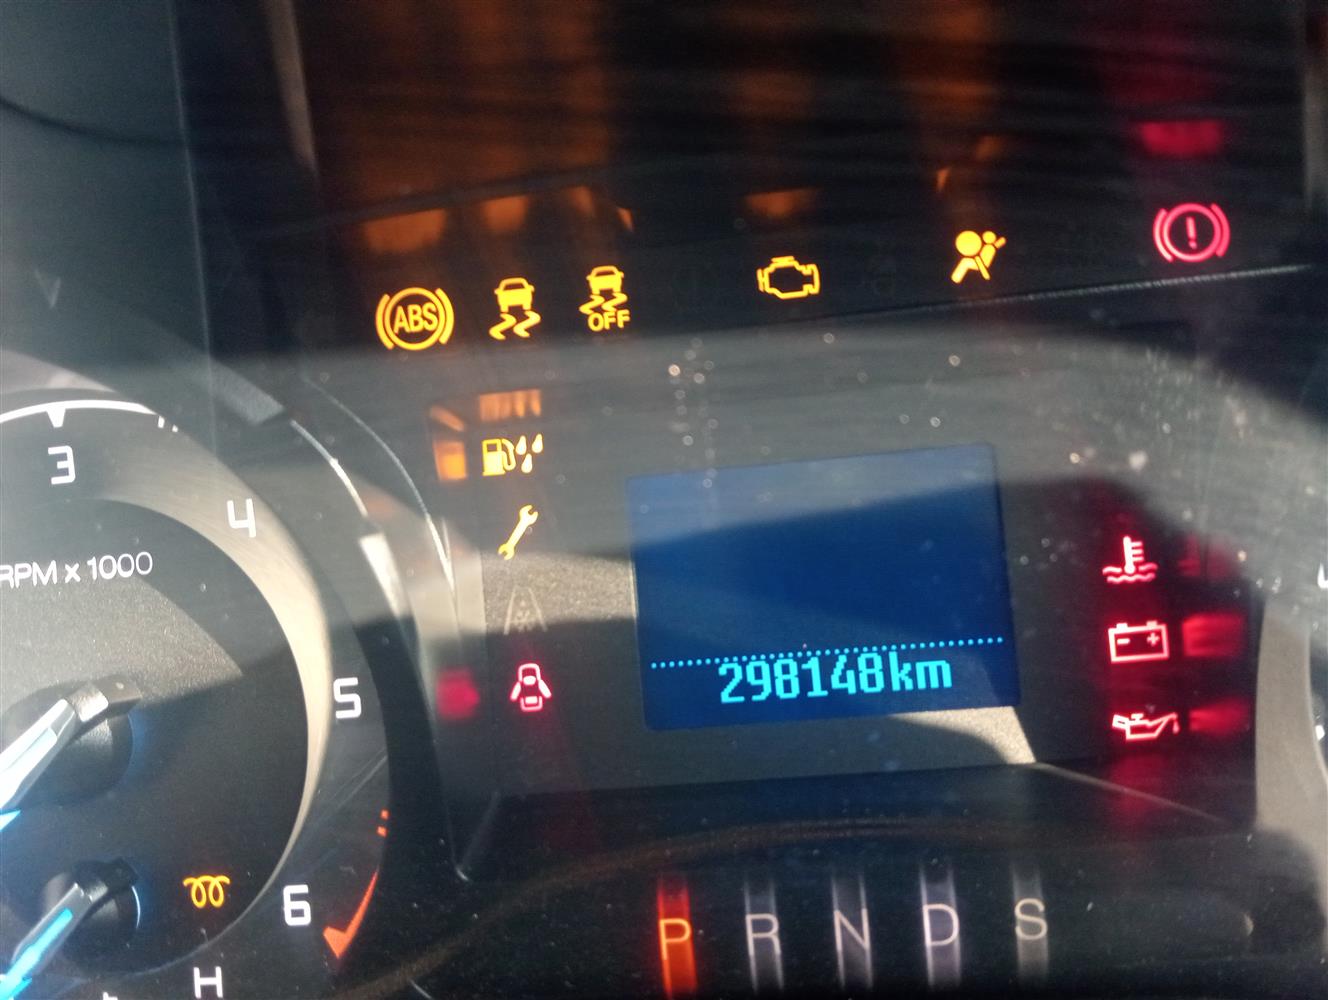 ABS
OFF
3
4
RPM x 1000
5
298148km
6
H
P R N D S